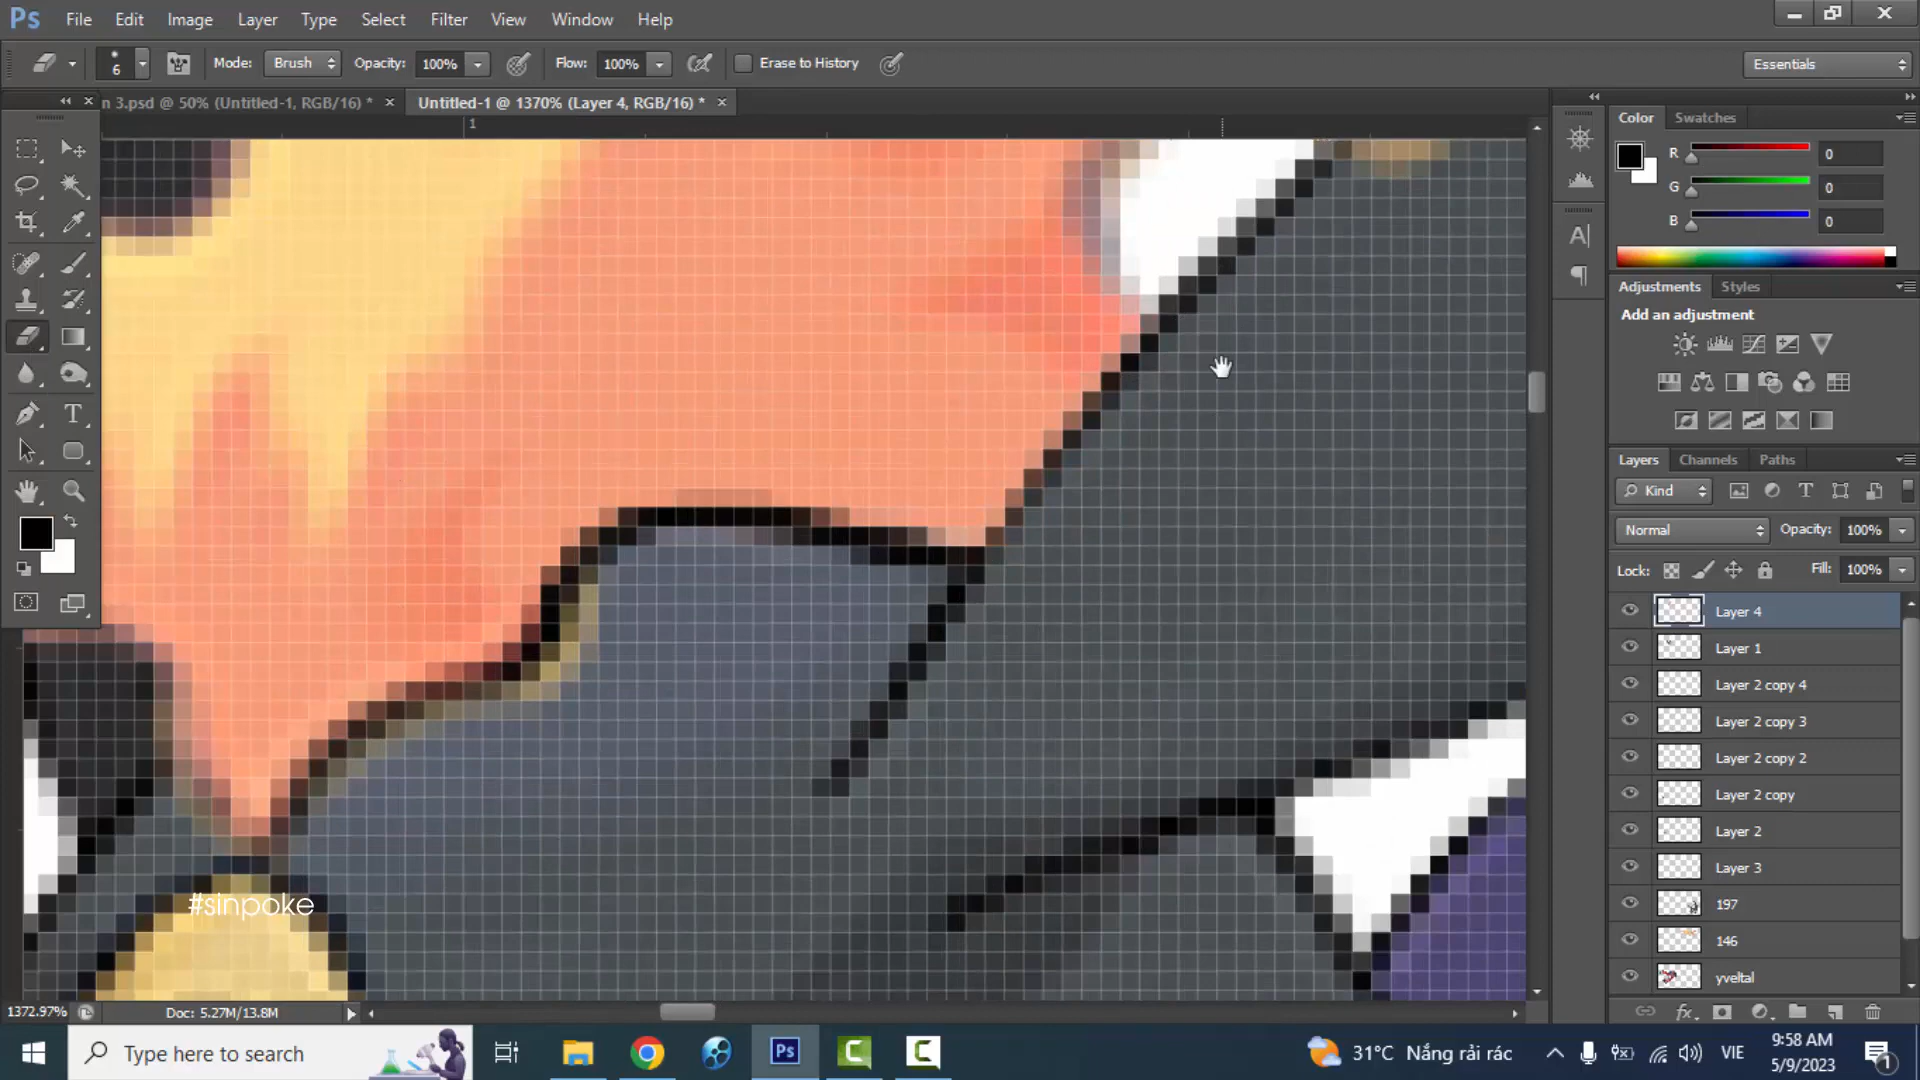 Ps File Edit Image Layer Type Select Filter View Window Help
6 Mode: Brush Opacity: 100% Flow: 100% Erase to History Essentials
n 3.psd @ 50% (Untitled-1, RGB/16) * × Untitled-1 @ 1370% (Layer 4, RGB/16) * ×
1
Color Swatches
R 0
G 0
B 0
Adjustments Styles
Add an adjustment
Layers Channels Paths
Kind
Normal Opacity: 100%
Lock: Fill: 100%
Layer 4
Layer 1
Layer 2 copy 4
Layer 2 copy 3
Layer 2 copy 2
Layer 2 copy
Layer 2
Layer 3
197
146
yveltal
#sinpoke
1372.97% Doc: 5.27M/13.8M
Type here to search
31°C Nắng rải rác
VIE
9:58 AM
5/9/2023
1